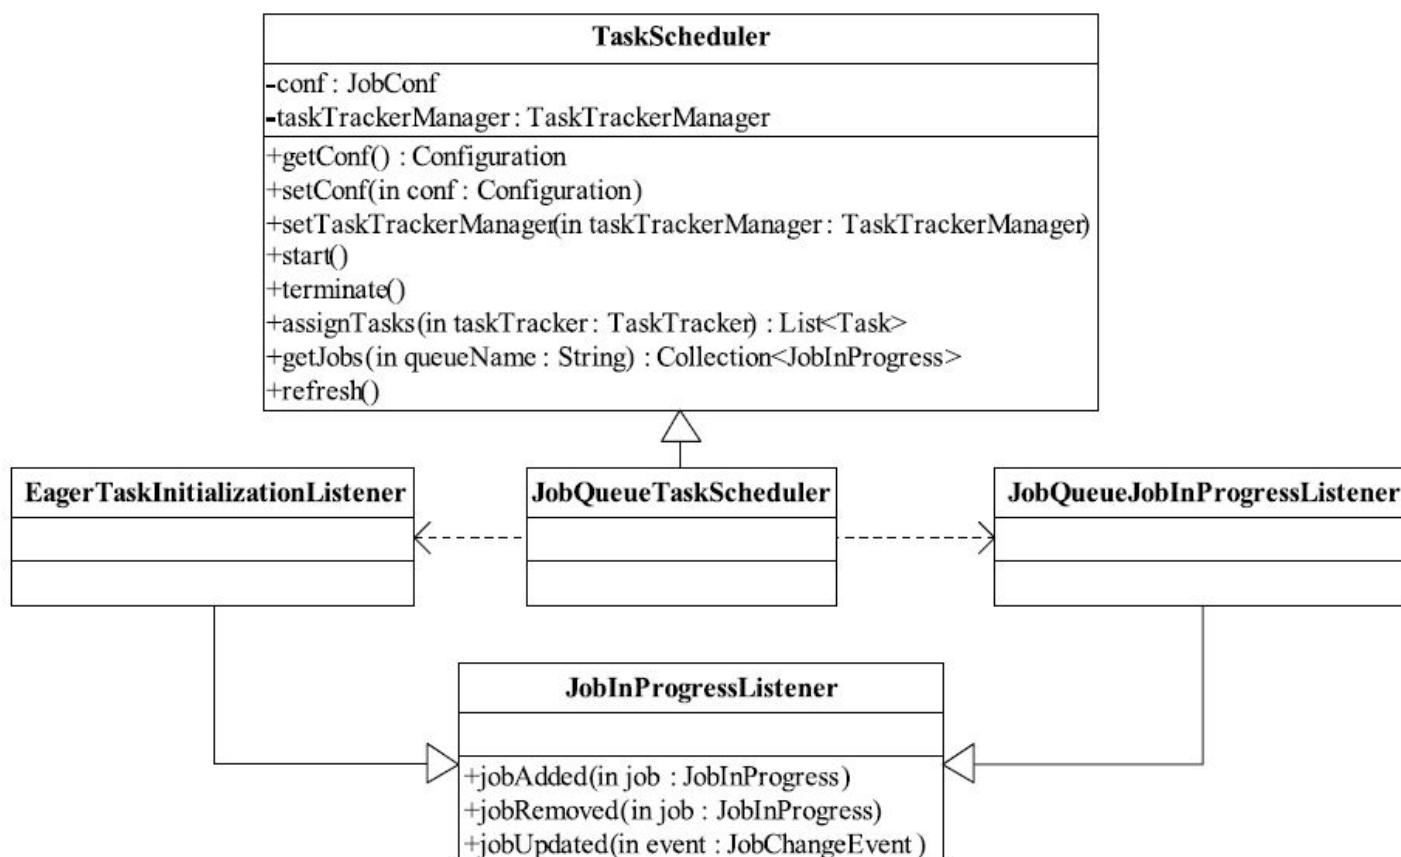 TaskScheduler
-conf : JobConf
-taskTrackerManager : TaskTrackerManager
+getConf() : Configuration
+setConf(in conf : Configuration)
+setTaskTrackerManager(in taskTrackerManager : TaskTrackerManager)
+start()
+terminate()
+assignTasks(in taskTracker : TaskTracker) : List<Task>
+getJobs(in queueName : String) : Collection<JobInProgress>
+refresh()
EagerTaskInitializationListener
JobQueueTaskScheduler
JobQueueJobInProgressListener
JobInProgressListener
+jobAdded(in job : JobInProgress)
+jobRemoved(in job : JobInProgress)
+jobUpdated(in event : JobChangeEvent )